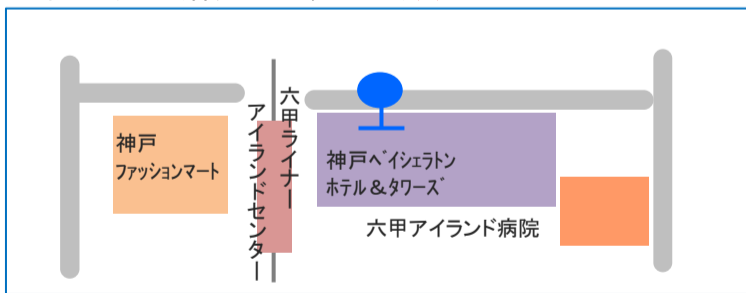 神戸
ファッションマート
アイランドセンター
六甲ライナー
神戸ベイシェラトン
ホテル＆タワーズ
六甲アイランド病院